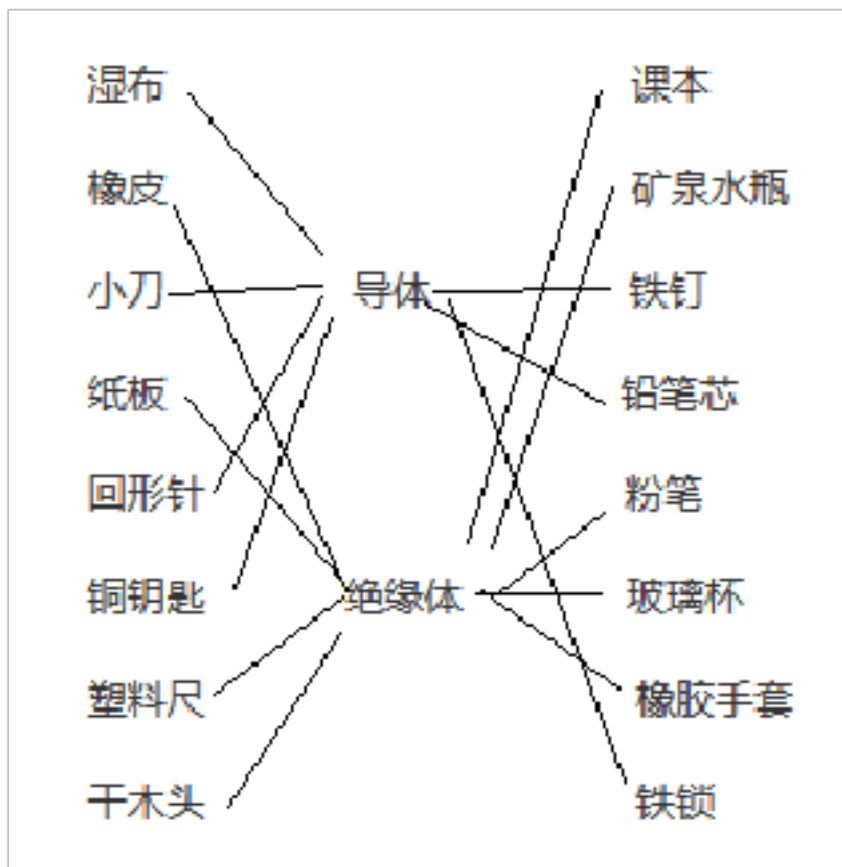 湿布
课本
橡皮
矿泉水瓶
小刀
导体
铁钉
纸板
铅笔芯
回形针
粉笔
铜钥匙
绝缘体
玻璃杯
塑料尺
橡胶手套
干木头
铁锁